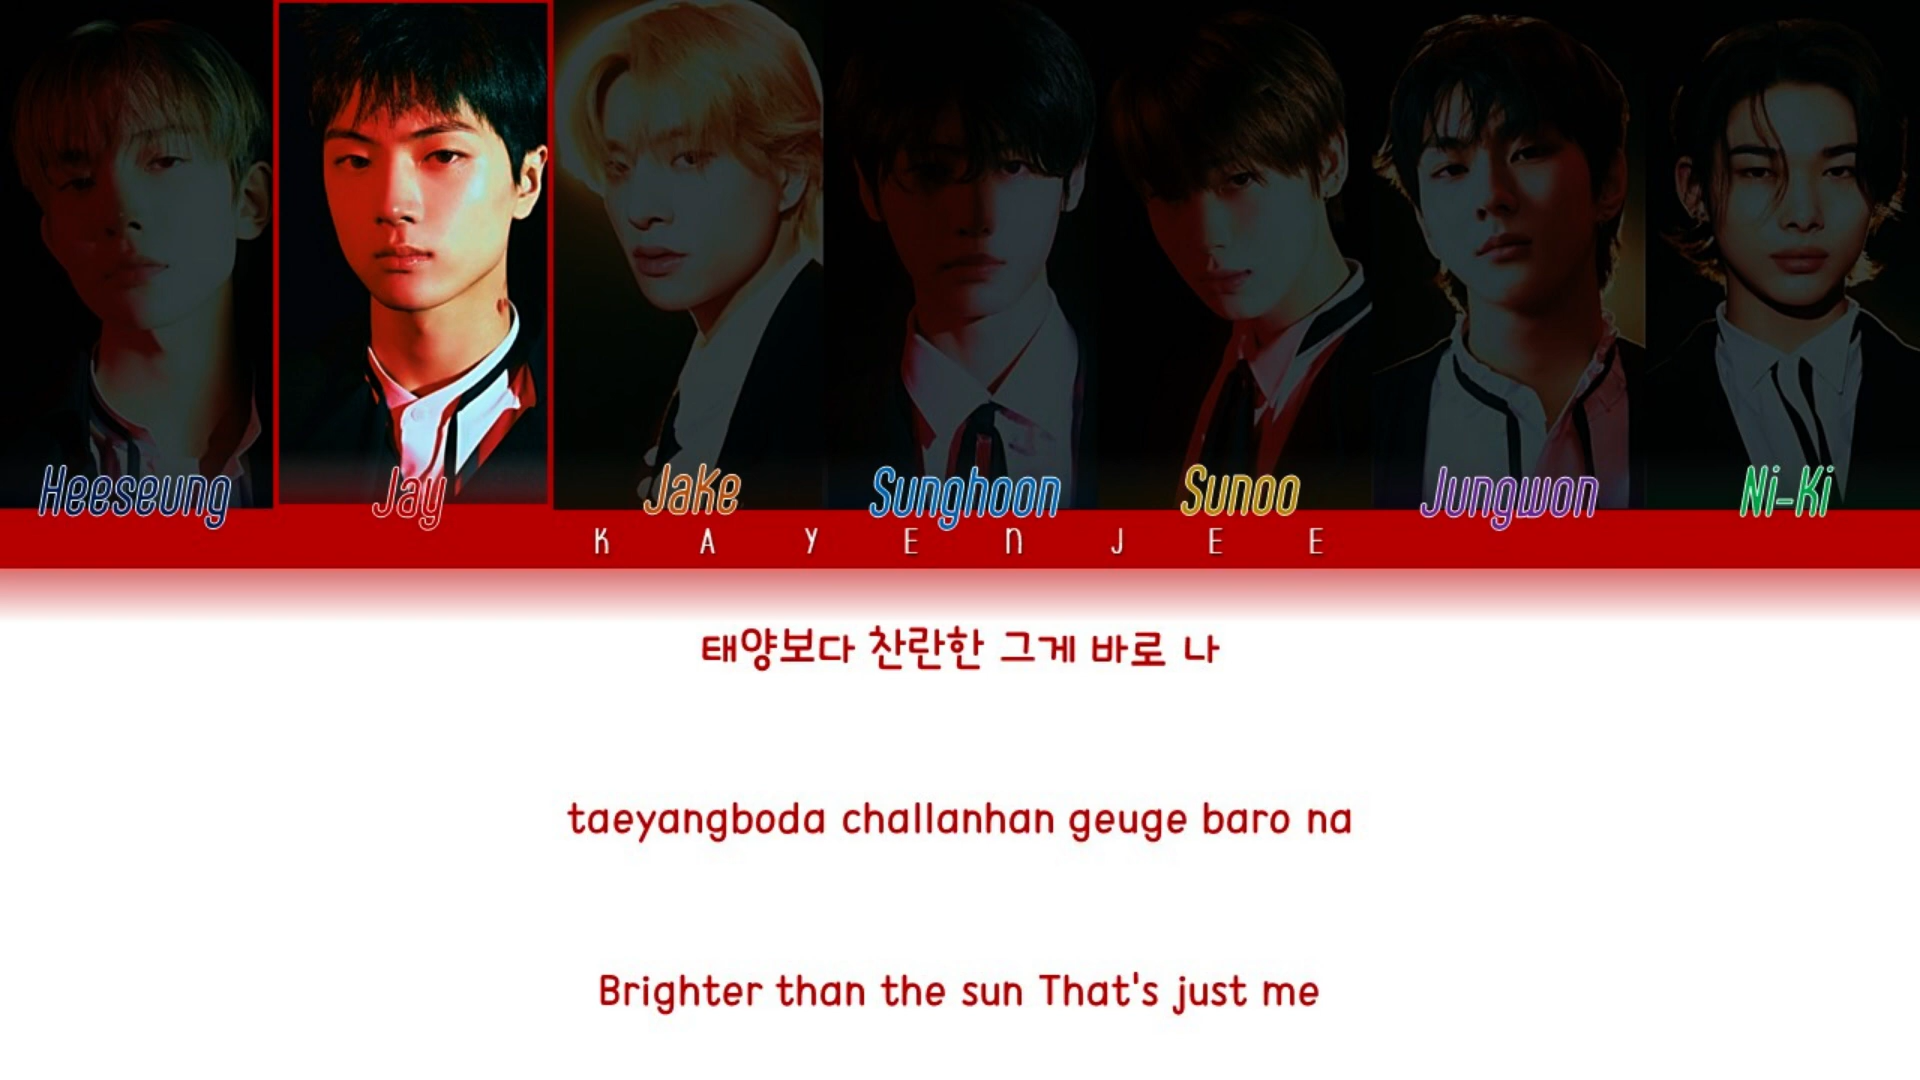 Heeseung Jay Jake Sunghoon Sunoo Jungwon Ni-Ki
KAYENJEE
태양보다 찬란한 그게 바로 나
taeyangboda challanhan geuge baro na
Brighter than the sun That's just me